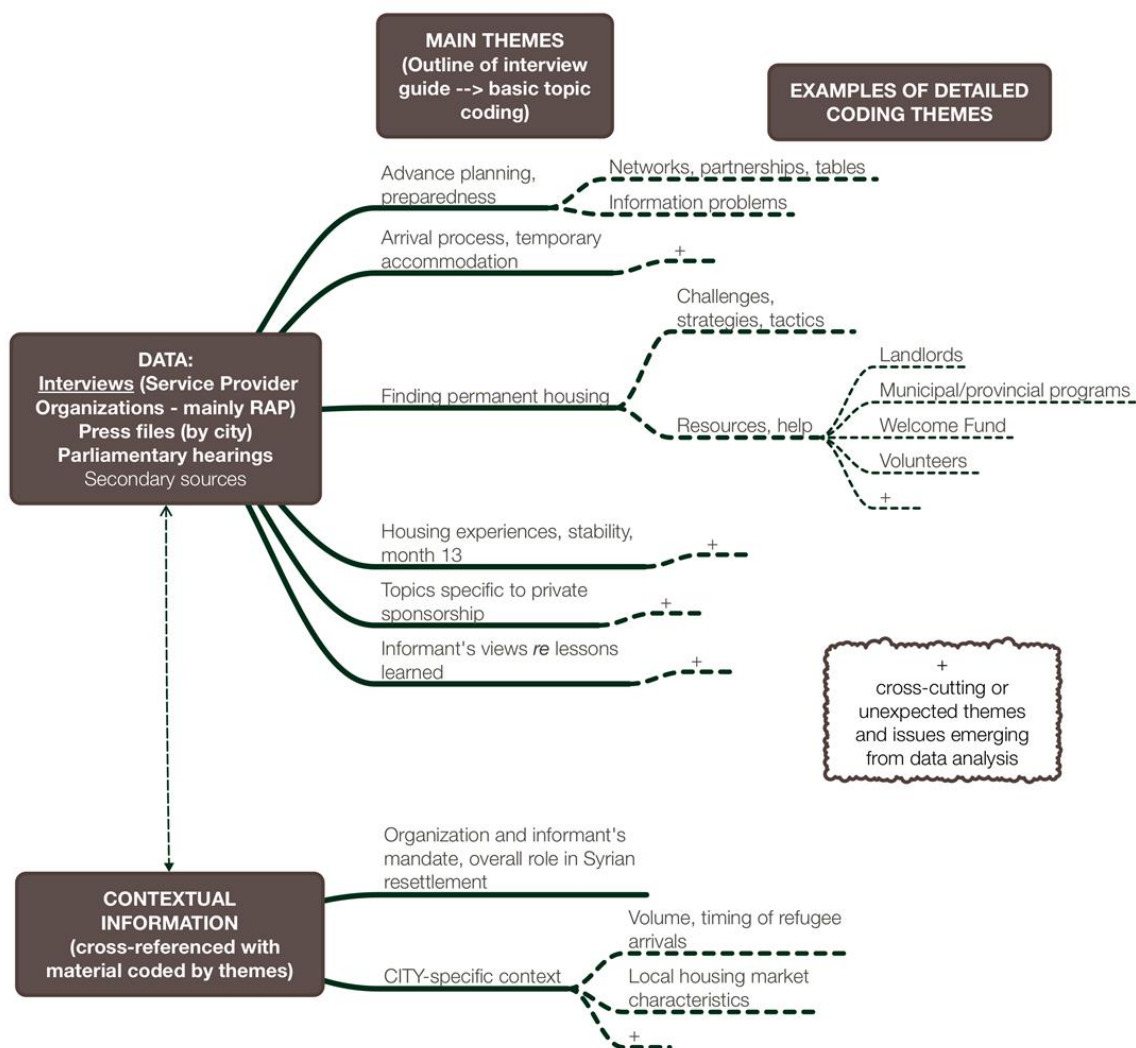 MAIN THEMES
(Outline of interview
guide --> basic topic
coding)
EXAMPLES OF DETAILED
CODING THEMES
Advance planning,
preparedness
Networks, partnerships, tables
Information problems
Arrival process, temporary
accommodation
+
DATA:
Interviews (Service Provider
Organizations - mainly RAP)
Press files (by city)
Parliamentary hearings
Secondary sources
Finding permanent housing
Challenges,
strategies, tactics
Resources, help
Landlords
Municipal/provincial programs
Welcome Fund
Volunteers
+
Housing experiences, stability,
month 13
+
Topics specific to private
sponsorship
+
Informant's views re lessons
learned
+
+
cross-cutting or
unexpected themes
and issues emerging
from data analysis
CONTEXTUAL
INFORMATION
(cross-referenced with
material coded by themes)
Organization and informant's
mandate, overall role in Syrian
resettlement
CITY-specific context
Volume, timing of refugee
arrivals
Local housing market
characteristics
+